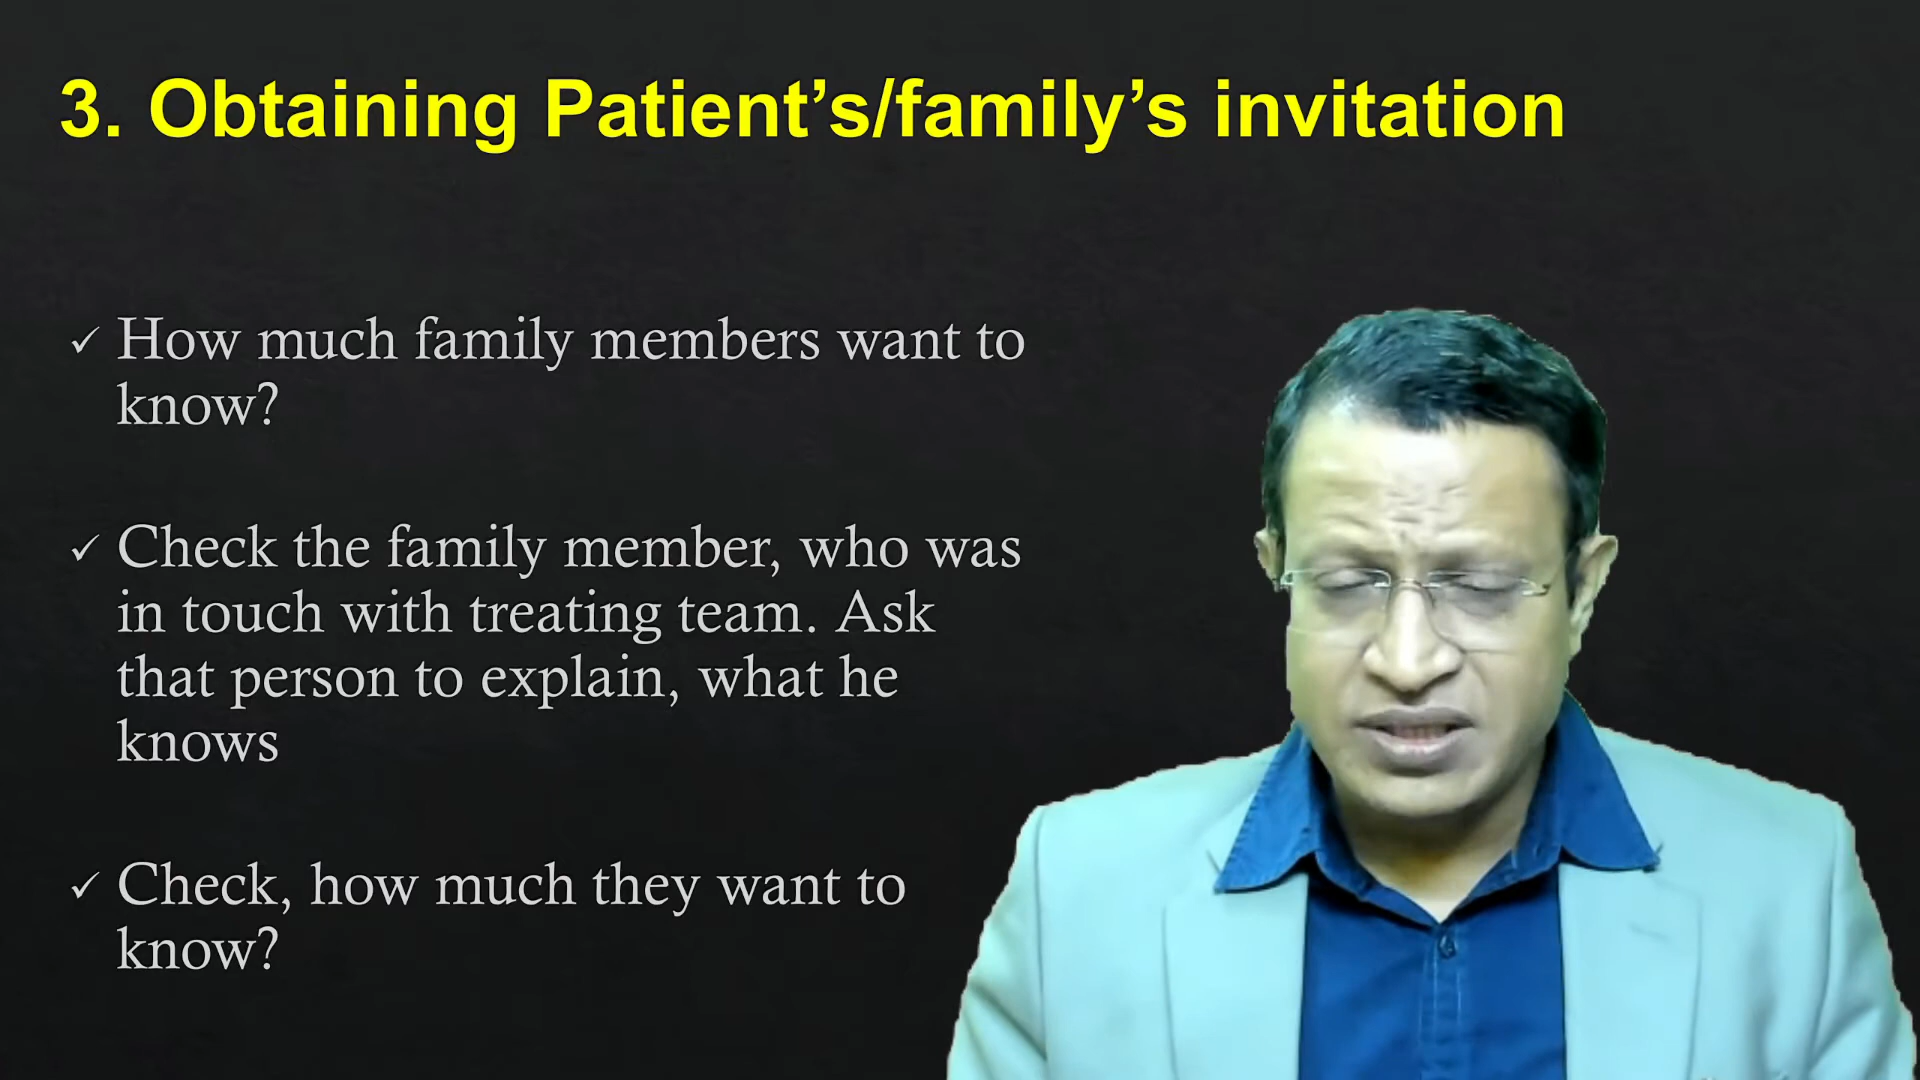 3. Obtaining Patient’s/family’s invitation
✓ How much family members want to
know?
✓ Check the family member, who was
in touch with treating team. Ask
that person to explain, what he
knows
✓ Check, how much they want to
know?